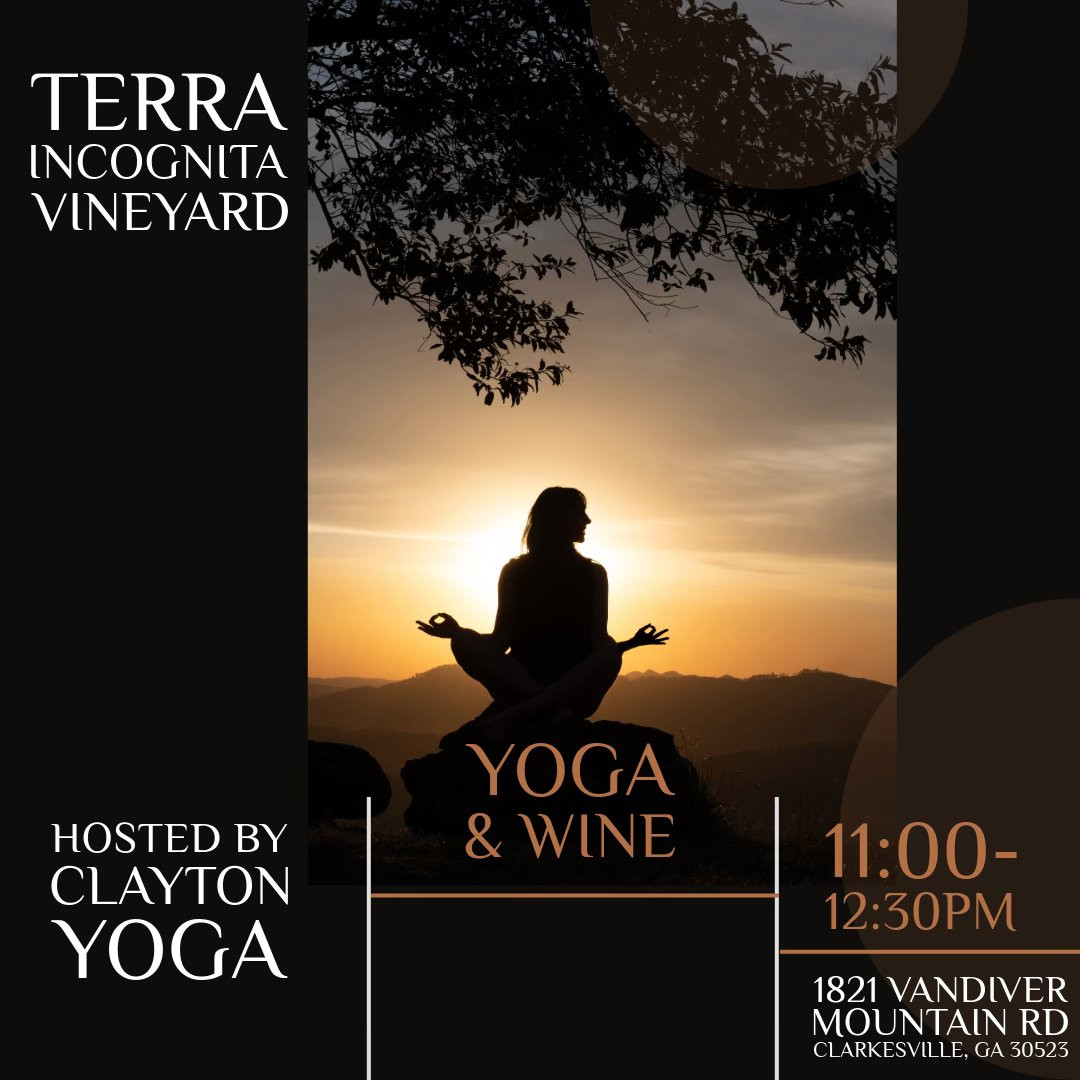 TERRA
INCOGNITA
VINEYARD
YOGA
& WINE
HOSTED BY
CLAYTON
YOGA
11:00-
12:30PM
1821 VANDIVER
MOUNTAIN RD
CLARKESVILLE, GA 30523